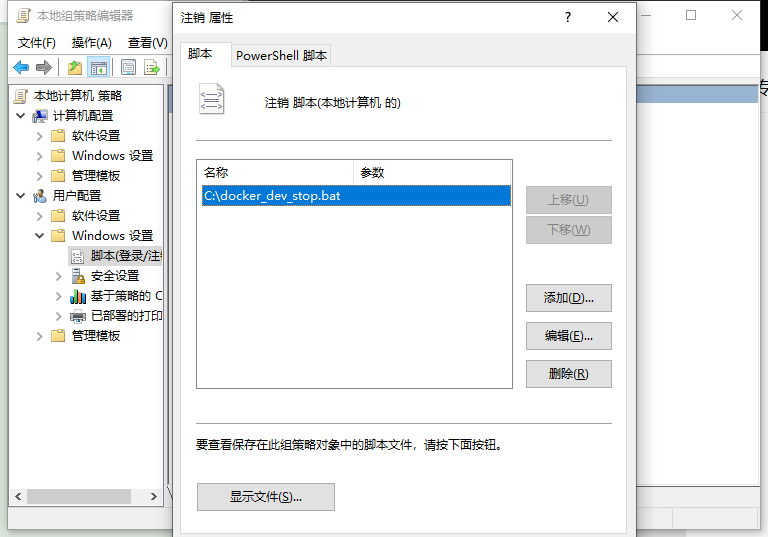 本地组策略编辑器
文件(F) 操作(A) 查看(V)
本地计算机 策略
计算机配置
软件设置
Windows 设置
管理模板
用户配置
软件设置
Windows 设置
脚本(登录/注
安全设置
基于策略的
已部署的打印
管理模板
注销 属性
?
脚本 PowerShell 脚本
注销 脚本(本地计算机 的)
名称 参数
C:\docker_dev_stop.bat
上移(U)
下移(W)
添加(D)...
编辑(E)...
删除(R)
要查看保存在此组策略对象中的脚本文件，请按下面按钮。
显示文件(S)...